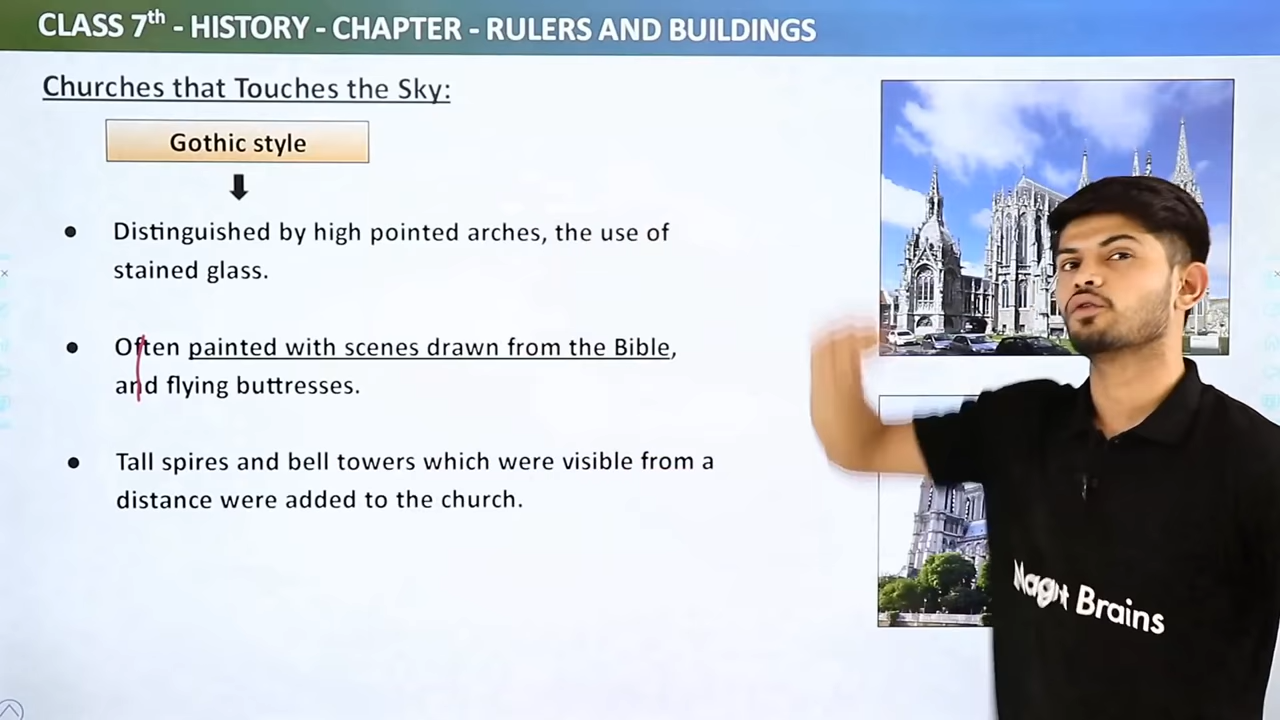 CLASS 7th - HISTORY - CHAPTER - RULERS AND BUILDINGS
Churches that Touches the Sky:
Gothic style
Distinguished by high pointed arches, the use of
stained glass.
Often painted with scenes drawn from the Bible,
and flying buttresses.
Tall spires and bell towers which were visible from a
distance were added to the church.
Magnet Brains